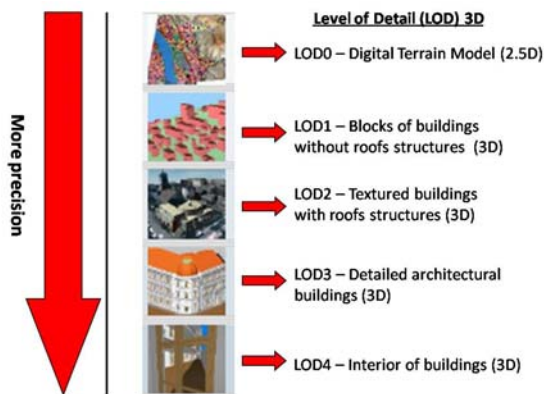 Level of Detail (LOD) 3D
More precision
LOD0 – Digital Terrain Model (2.5D)
LOD1 – Blocks of buildings
without roofs structures (3D)
LOD2 – Textured buildings
with roofs structures (3D)
LOD3 – Detailed architectural
buildings (3D)
LOD4 – Interior of buildings (3D)